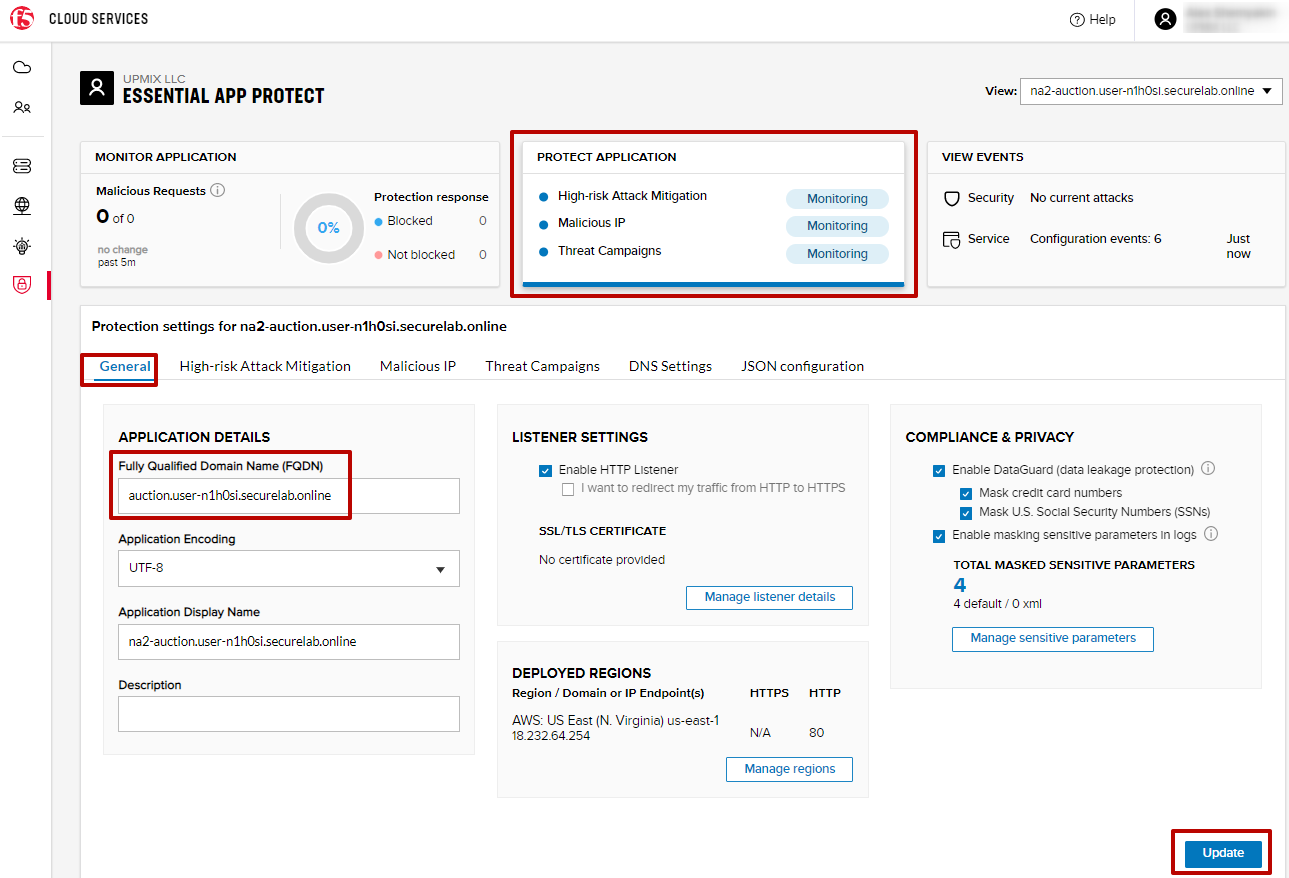 f5 CLOUD SERVICES
Help
UPMIX LLC
ESSENTIAL APP PROTECT
View: na2-auction.user-n1h0si.securelab.online
MONITOR APPLICATION
Malicious Requests
0 of 0
no change
past 5m
0%
Protection response
Blocked 0
Not blocked 0
PROTECT APPLICATION
High-risk Attack Mitigation Monitoring
Malicious IP Monitoring
Threat Campaigns Monitoring
VIEW EVENTS
Security No current attacks
Service Configuration events: 6 Just
now
Protection settings for na2-auction.user-n1h0si.securelab.online
General High-risk Attack Mitigation Malicious IP Threat Campaigns DNS Settings JSON configuration
APPLICATION DETAILS
Fully Qualified Domain Name (FQDN)
auction.user-n1h0si.securelab.online
Application Encoding
UTF-8
Application Display Name
na2-auction.user-n1h0si.securelab.online
Description
LISTENER SETTINGS
Enable HTTP Listener
I want to redirect my traffic from HTTP to HTTPS
SSL/TLS CERTIFICATE
No certificate provided
Manage listener details
DEPLOYED REGIONS
Region / Domain or IP Endpoint(s) HTTPS HTTP
AWS: US East (N. Virginia) us-east-1
18.232.64.254 N/A 80
Manage regions
COMPLIANCE & PRIVACY
Enable DataGuard (data leakage protection)
Mask credit card numbers
Mask U.S. Social Security Numbers (SSNs)
Enable masking sensitive parameters in logs
TOTAL MASKED SENSITIVE PARAMETERS
4
4 default / 0 xml
Manage sensitive parameters
Update